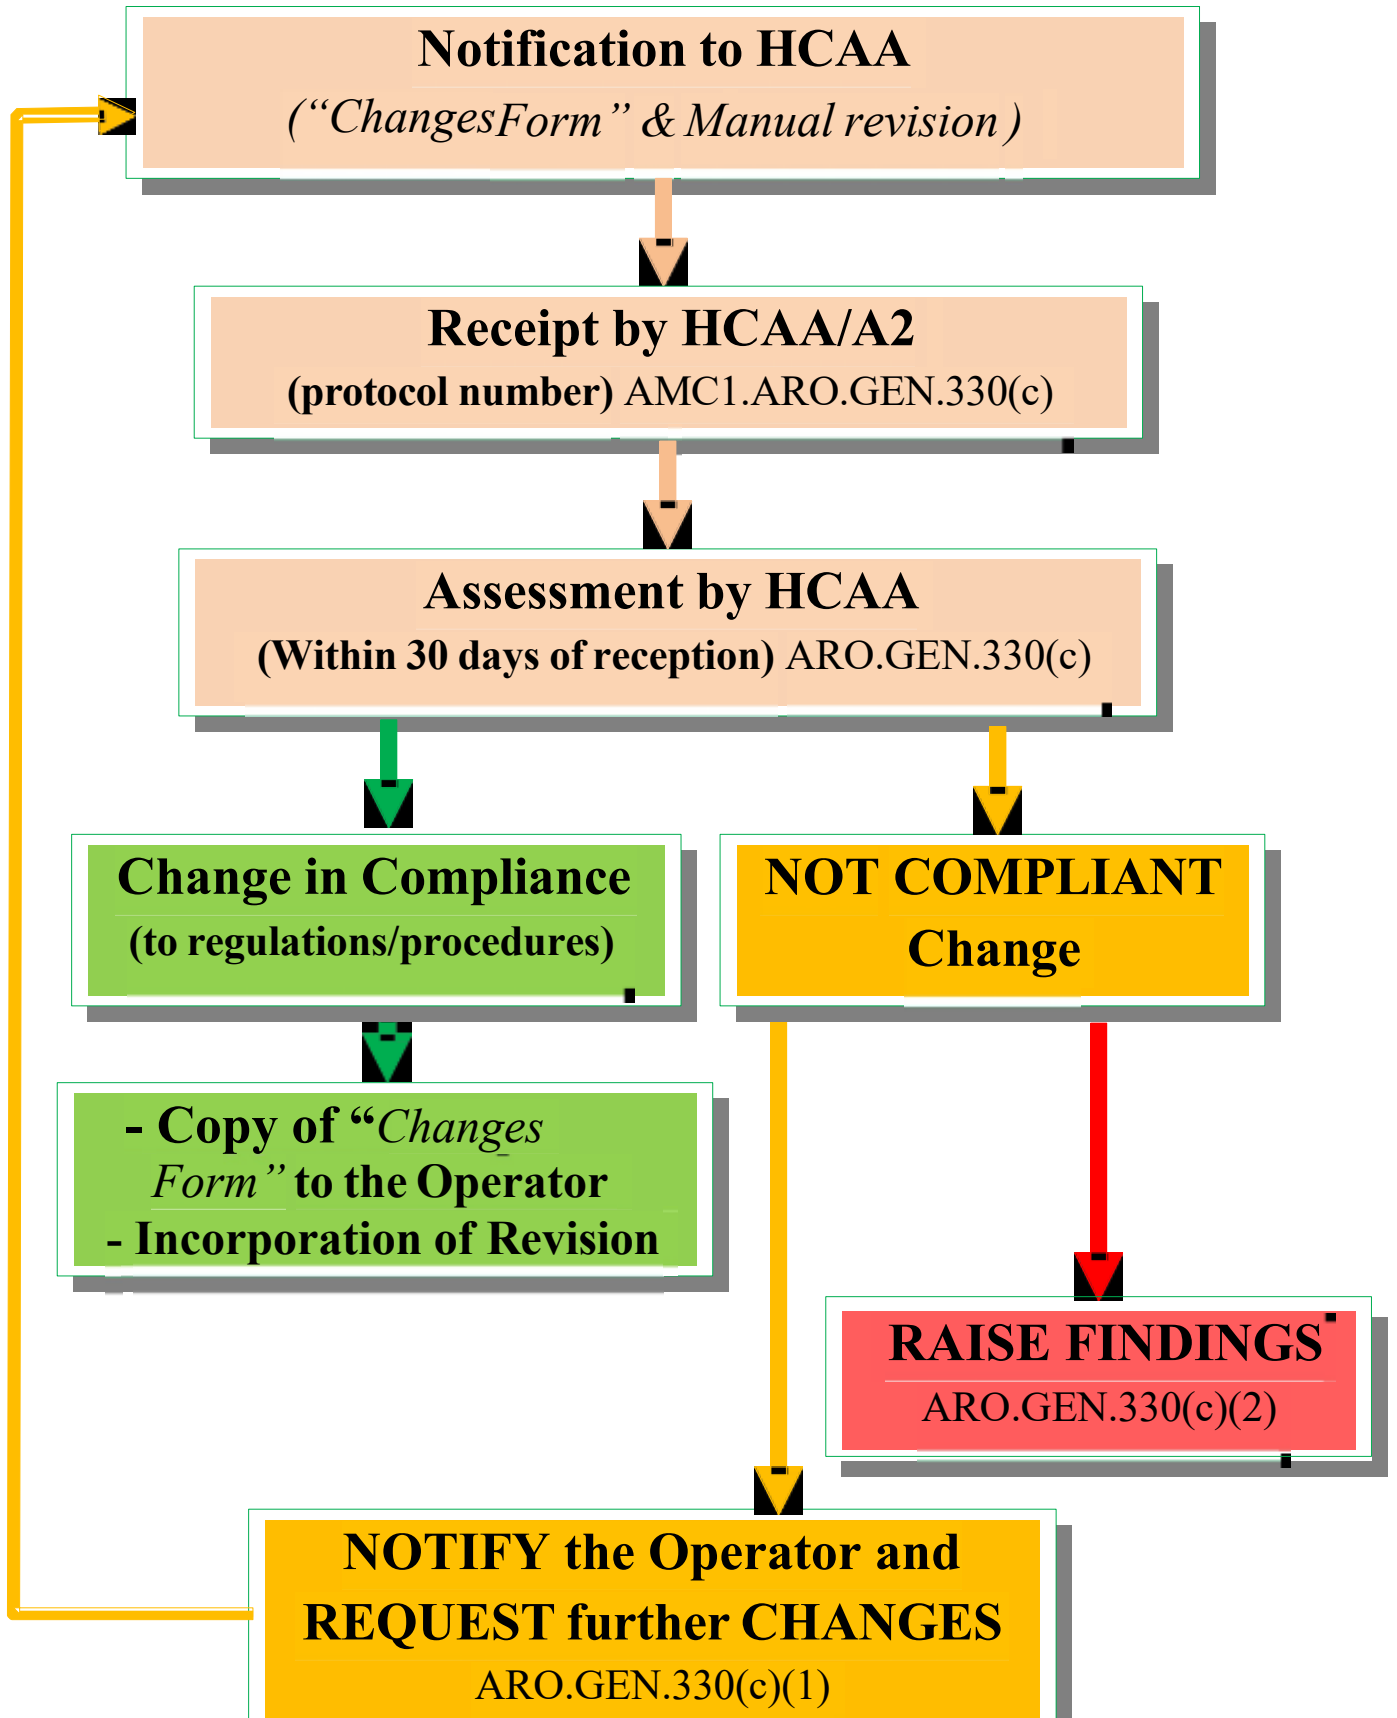 Notification to HCAA
(“ChangesForm” & Manual revision)
Receipt by HCAA/A2
(protocol number) AMC1.ARO.GEN.330(c)
Assessment by HCAA
(Within 30 days of reception) ARO.GEN.330(c)
Change in Compliance
(to regulations/procedures)
NOT COMPLIANT
Change
- Copy of “Changes
Form” to the Operator
- Incorporation of Revision
RAISE FINDINGS
ARO.GEN.330(c)(2)
NOTIFY the Operator and
REQUEST further CHANGES
ARO.GEN.330(c)(1)